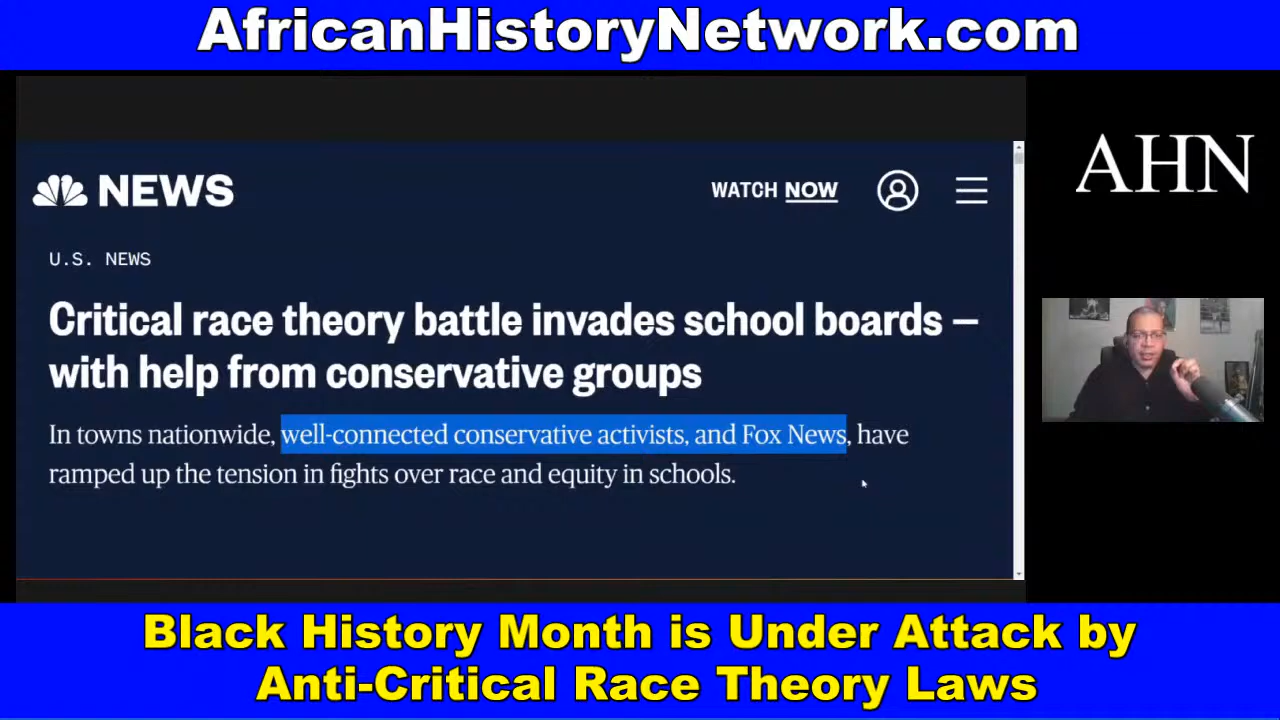 AfricanHistoryNetwork.com
NEWS
WATCH NOW
AHN
U.S. NEWS
Critical race theory battle invades school boards –
with help from conservative groups
In towns nationwide, well-connected conservative activists, and Fox News, have
ramped up the tension in fights over race and equity in schools.
Black History Month is Under Attack by
Anti-Critical Race Theory Laws